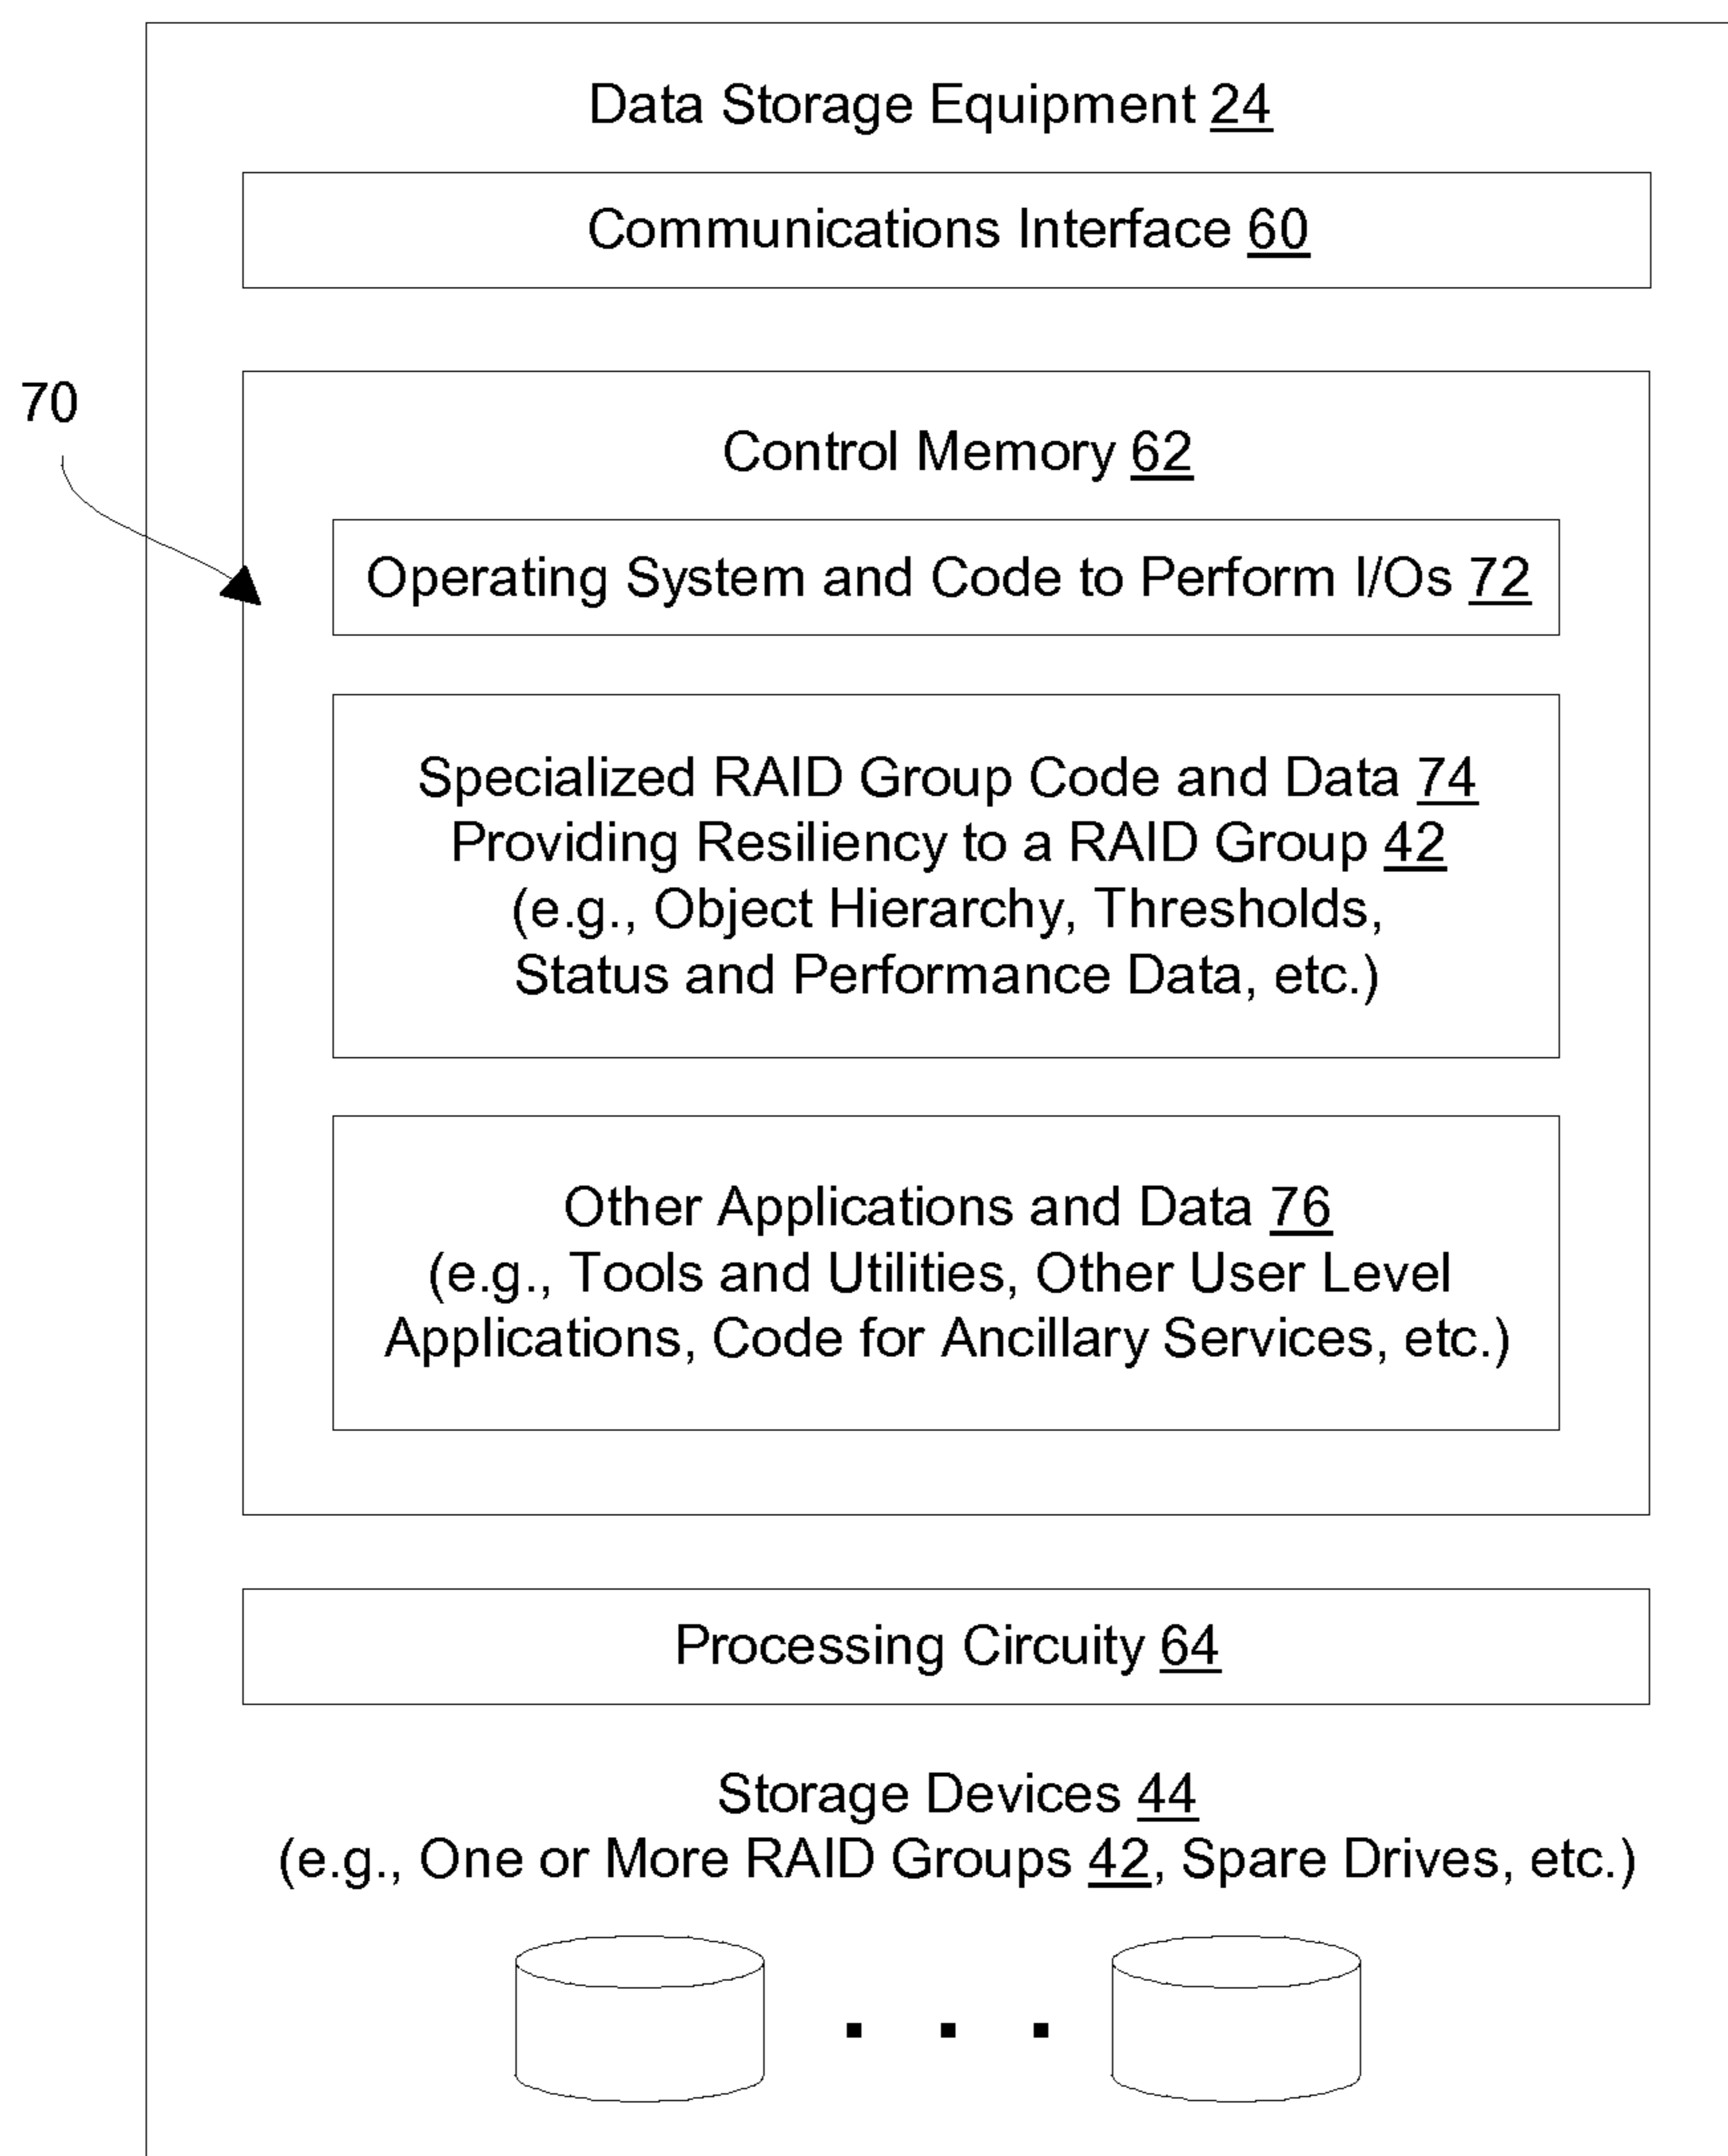 Data Storage Equipment 24
Communications Interface 60
70
Control Memory 62
Operating System and Code to Perform I/Os 72
Specialized RAID Group Code and Data 74
Providing Resiliency to a RAID Group 42
(e.g., Object Hierarchy, Thresholds,
Status and Performance Data, etc.)
Other Applications and Data 76
(e.g., Tools and Utilities, Other User Level
Applications, Code for Ancillary Services, etc.)
Processing Circuity 64
Storage Devices 44
(e.g., One or More RAID Groups 42, Spare Drives, etc.)